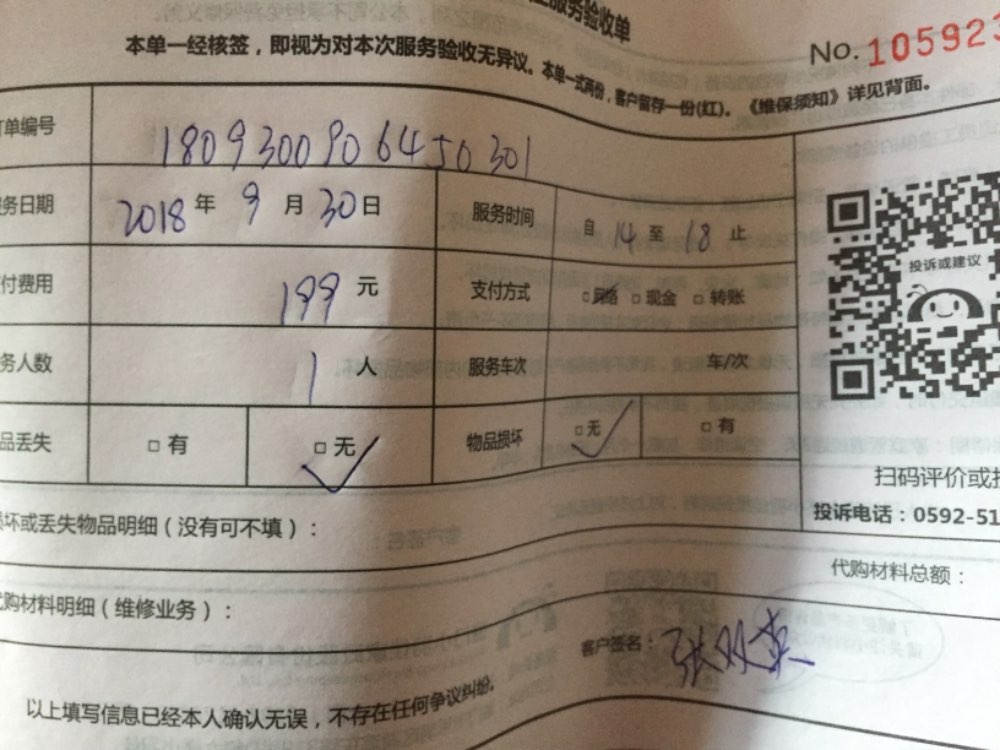 服务验收单
本单一经核签，即视为对本次服务验收无异议。本单一式两份，客户留存一份(红)。《维保须知》详见背面。
No. 105923
单编号 1809300906450301
务日期 2018 年 9 月 30 日 服务时间 自 14 至 18 止
付费用 199 元 支付方式 □网络 □现金 □转账
务人数 1 人 服务车次 车/次
品丢失 □有 □无 物品损坏 □无 □有
投诉或建议
扫码评价或
投诉电话：0592-51
坏或丢失物品明细（没有可不填）：
代购材料总额：
购材料明细（维修业务）：
客户签名：
以上填写信息已经本人确认无误，不存在任何争议纠纷。